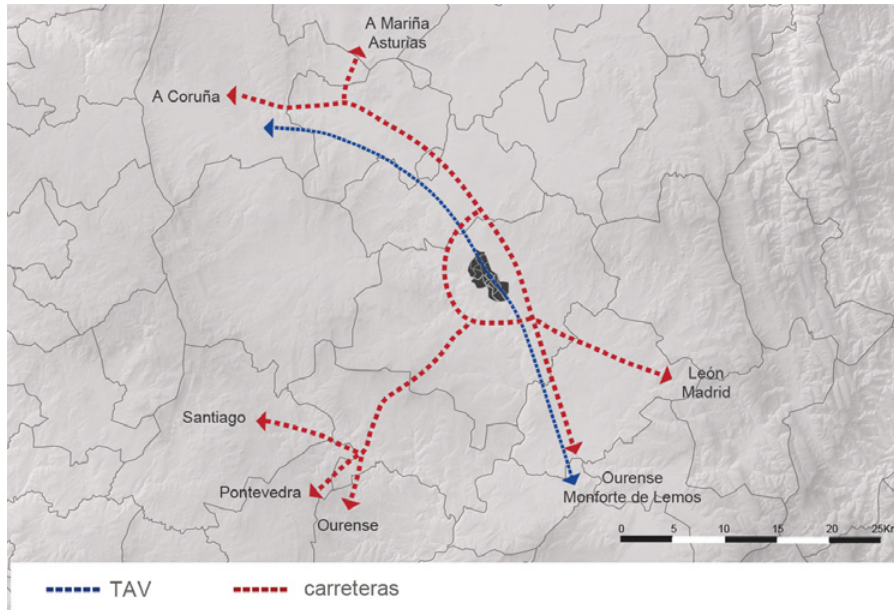 A Mariña
Asturias
A Coruña
León
Madrid
Santiago
Pontevedra
Ourense
Ourense
Monforte de Lemos
0 5 10 15 20 25Km
TAV
carreteras